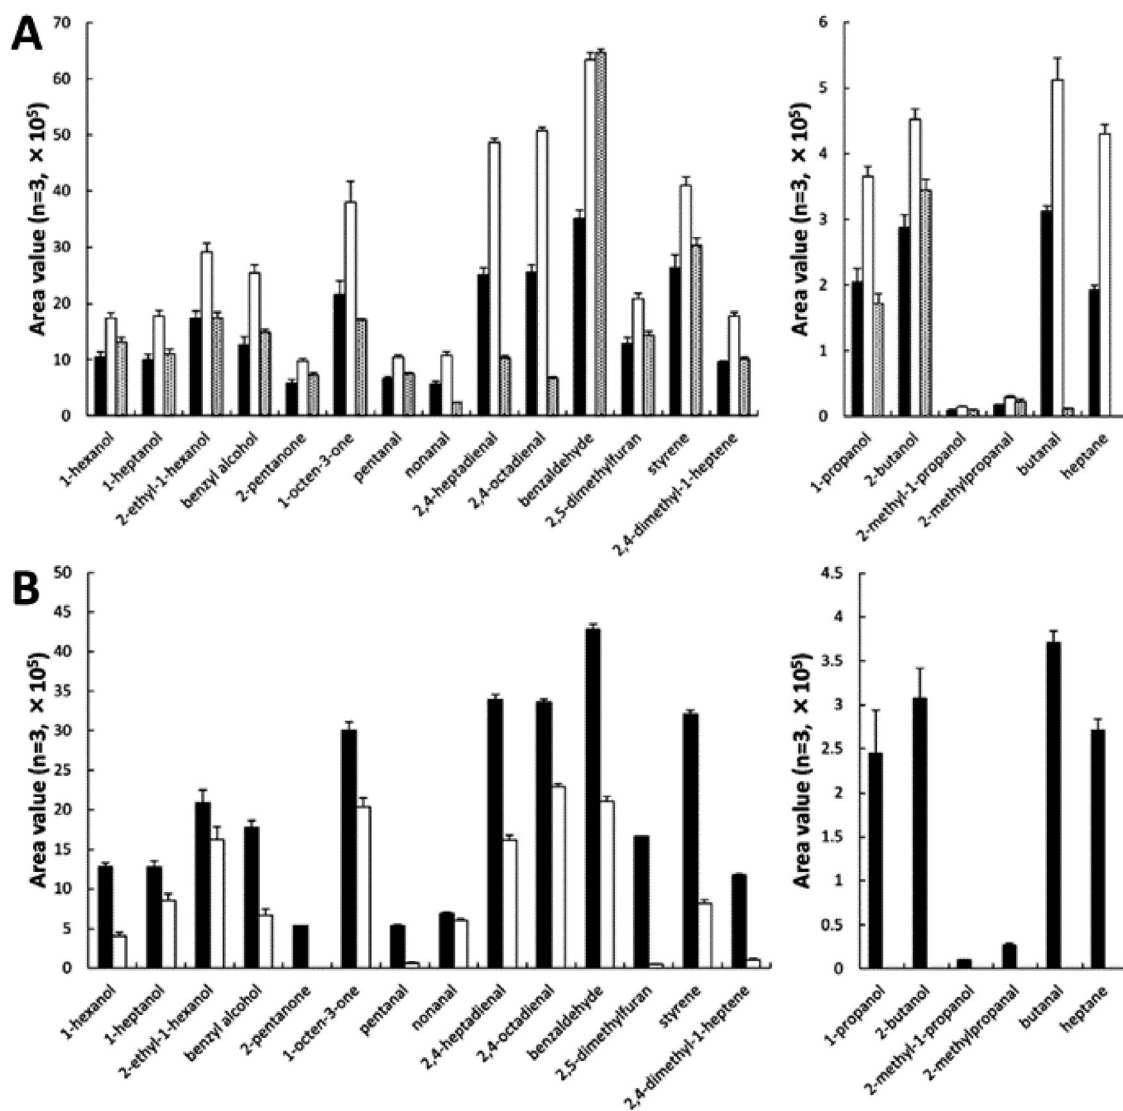 A
Area value (n=3, ×10⁵)
70
60
50
40
30
20
10
0
1-hexanol
1-heptanol
2-ethyl-1-hexanol
benzyl alcohol
2-pentanone
1-octen-3-one
pentanal
nonanal
2,4-heptadienal
2,4-octadienal
benzaldehyde
2,5-dimethylfuran
styrene
2,4-dimethyl-1-heptene
Area value (n=3, ×10⁵)
6
5
4
3
2
1
0
1-propanol
2-butanol
2-methyl-1-propanol
2-methylpropanal
butanal
heptane
B
Area value (n=3, ×10⁵)
50
45
40
35
30
25
20
15
10
5
0
1-hexanol
1-heptanol
2-ethyl-1-hexanol
benzyl alcohol
2-pentanone
1-octen-3-one
pentanal
nonanal
2,4-heptadienal
2,4-octadienal
benzaldehyde
2,5-dimethylfuran
styrene
2,4-dimethyl-1-heptene
Area value (n=3, ×10⁵)
4.5
4
3.5
3
2.5
2
1.5
1
0.5
0
1-propanol
2-butanol
2-methyl-1-propanol
2-methylpropanal
butanal
heptane